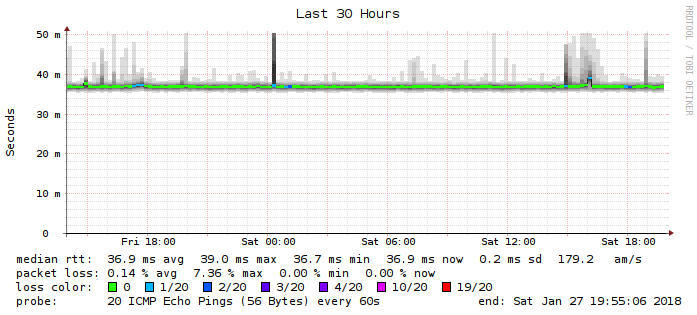 Last 30 Hours
RRDTOOL / TOBI OETIKER
Seconds
50 m
40 m
30 m
20 m
10 m
0
Fri 18:00 Sat 00:00 Sat 06:00 Sat 12:00 Sat 18:00
median rtt: 36.9 ms avg 39.0 ms max 36.7 ms min 36.9 ms now 0.2 ms sd 179.2 am/s
packet loss: 0.14 % avg 7.36 % max 0.00 % min 0.00 % now
loss color: 0 1/20 2/20 3/20 4/20 10/20 19/20
probe: 20 ICMP Echo Pings (56 Bytes) every 60s end: Sat Jan 27 19:55:06 2018